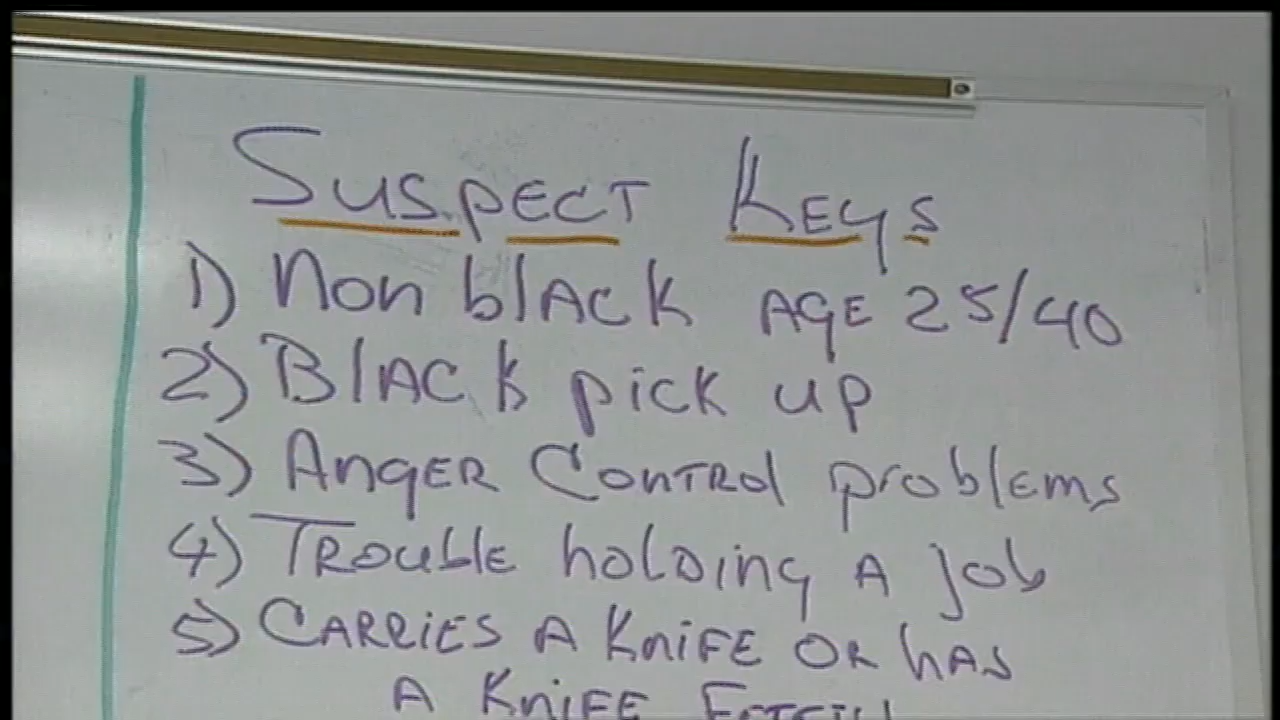 Suspect Keys
1) Non black AGE 25/40
2) Black pick up
3) Anger Control problems
4) Trouble holding a job
5) Carries a Knife or has
a Knife